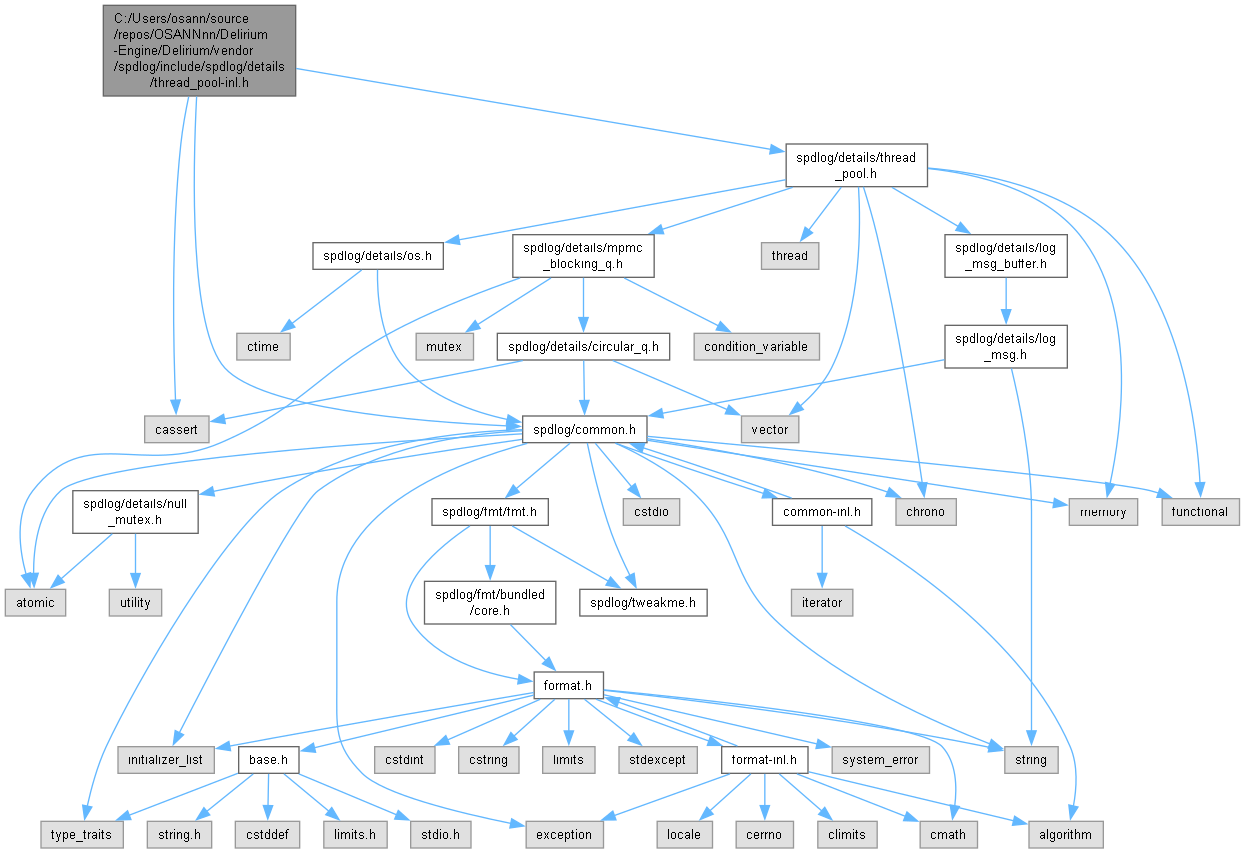 C:/Users/osann/source
/repos/OSANNnn/Delirium
-Engine/Delirium/vendor
/spdlog/include/spdlog/details
/thread_pool-inl.h
spdlog/details/thread
_pool.h
spdlog/details/os.h
spdlog/details/mpmc
_blocking_q.h
thread
spdlog/details/log
_msg_buffer.h
ctime
mutex
spdlog/details/circular_q.h
condition_variable
spdlog/details/log
_msg.h
cassert
spdlog/common.h
vector
spdlog/details/null
_mutex.h
spdlog/fmt/fmt.h
cstdio
common-inl.h
chrono
memory
functional
atomic
utility
spdlog/fmt/bundled
/core.h
spdlog/tweakme.h
iterator
format.h
initializer_list
base.h
cstdint
cstring
limits
stdexcept
format-inl.h
system_error
string
type_traits
string.h
cstddef
limits.h
stdio.h
exception
locale
cerrno
climits
cmath
algorithm